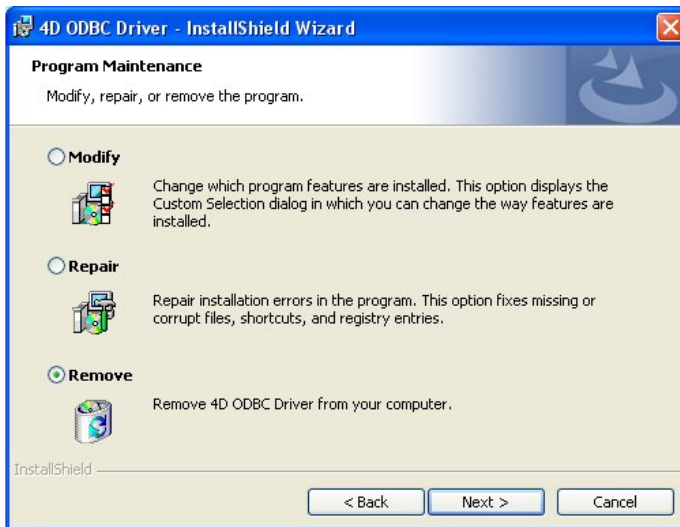 4D ODBC Driver - InstallShield Wizard
Program Maintenance
Modify, repair, or remove the program.
Modify
Change which program features are installed. This option displays the
Custom Selection dialog in which you can change the way features are
installed.
Repair
Repair installation errors in the program. This option fixes missing or
corrupt files, shortcuts, and registry entries.
Remove
Remove 4D ODBC Driver from your computer.
InstallShield
< Back
Next >
Cancel